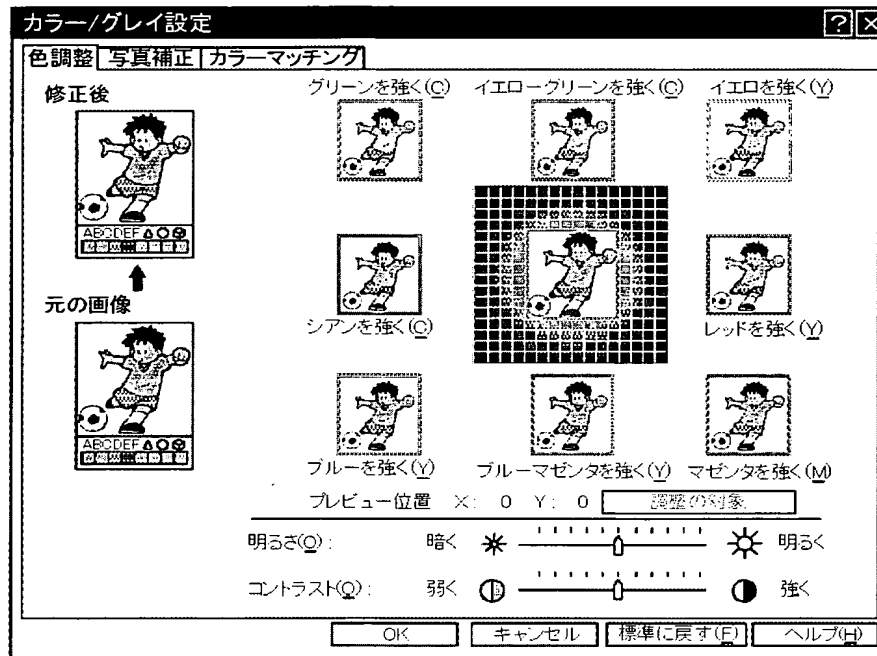 カラー/グレイ設定
色調整 写真補正 カラーマッチング
修正後
グリーンを強く(C) イエローグリーンを強く(C) イエロを強く(Y)
ABCDEF
元の画像
シアンを強く(C) レッドを強く(Y)
ABCDEF
ブルーを強く(Y) ブルーマゼンタを強く(Y) マゼンタを強く(M)
プレビュー位置 X: 0 Y: 0 調整の対象
明るさ(O): 暗く 明るく
コントラスト(O): 弱く 強く
OK キャンセル 標準に戻す(F) ヘルプ(H)